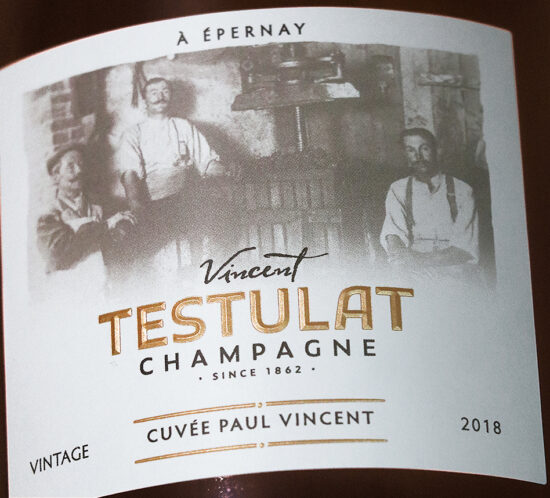 À ÉPERNAY
Vincent
TESTULAT
CHAMPAGNE
· SINCE 1862 ·
CUVÉE PAUL VINCENT
VINTAGE
2018